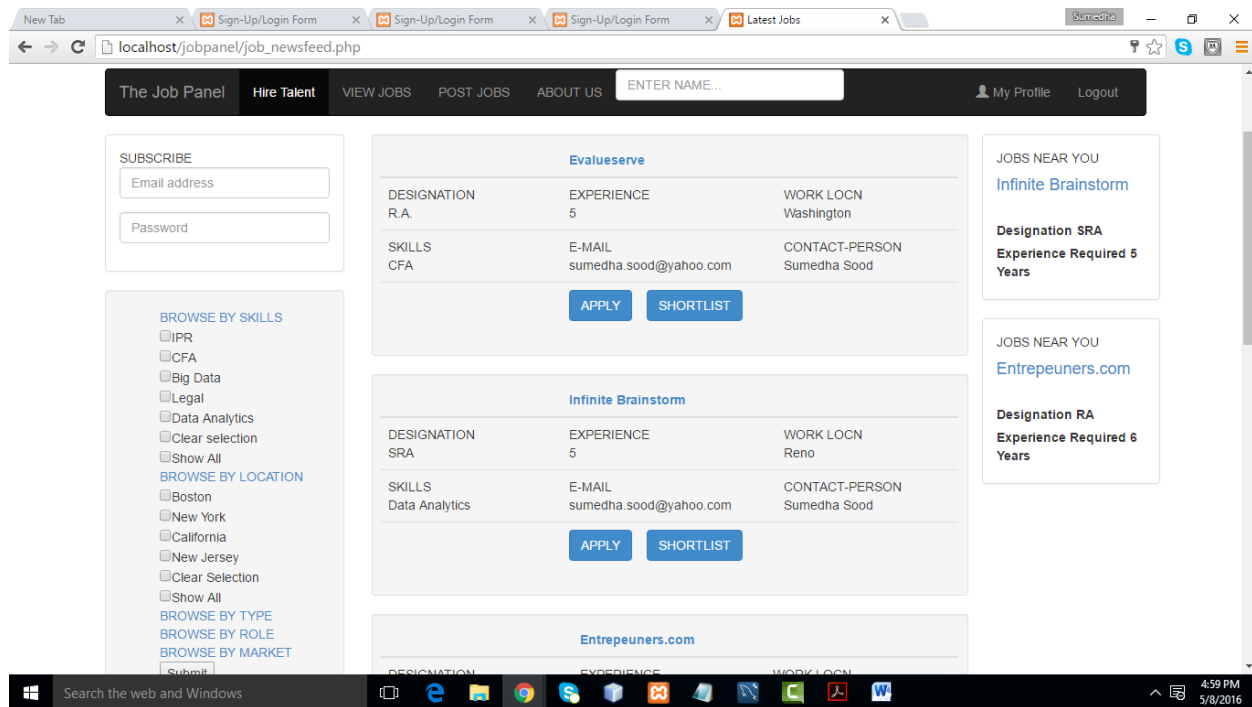 New Tab
Sign-Up/Login Form
Sign-Up/Login Form
Sign-Up/Login Form
Latest Jobs
Sumedha
localhost/jobpanel/job_newsfeed.php
The Job Panel
Hire Talent
VIEW JOBS
POST JOBS
ABOUT US
ENTER NAME...
My Profile
Logout
SUBSCRIBE
Email address
Password
BROWSE BY SKILLS
IPR
CFA
Big Data
Legal
Data Analytics
Clear selection
Show All
BROWSE BY LOCATION
Boston
New York
California
New Jersey
Clear Selection
Show All
BROWSE BY TYPE
BROWSE BY ROLE
BROWSE BY MARKET
Submit
Evalueserve
DESIGNATION EXPERIENCE WORK LOCN
R.A. 5 Washington
SKILLS E-MAIL CONTACT-PERSON
CFA sumedha.sood@yahoo.com Sumedha Sood
APPLY SHORTLIST
Infinite Brainstorm
DESIGNATION EXPERIENCE WORK LOCN
SRA 5 Reno
SKILLS E-MAIL CONTACT-PERSON
Data Analytics sumedha.sood@yahoo.com Sumedha Sood
APPLY SHORTLIST
Entrepeuners.com
DESIGNATION EXPERIENCE WORK LOCN
JOBS NEAR YOU
Infinite Brainstorm
Designation SRA
Experience Required 5
Years
JOBS NEAR YOU
Entrepeuners.com
Designation RA
Experience Required 6
Years
Search the web and Windows
4:59 PM
5/8/2016